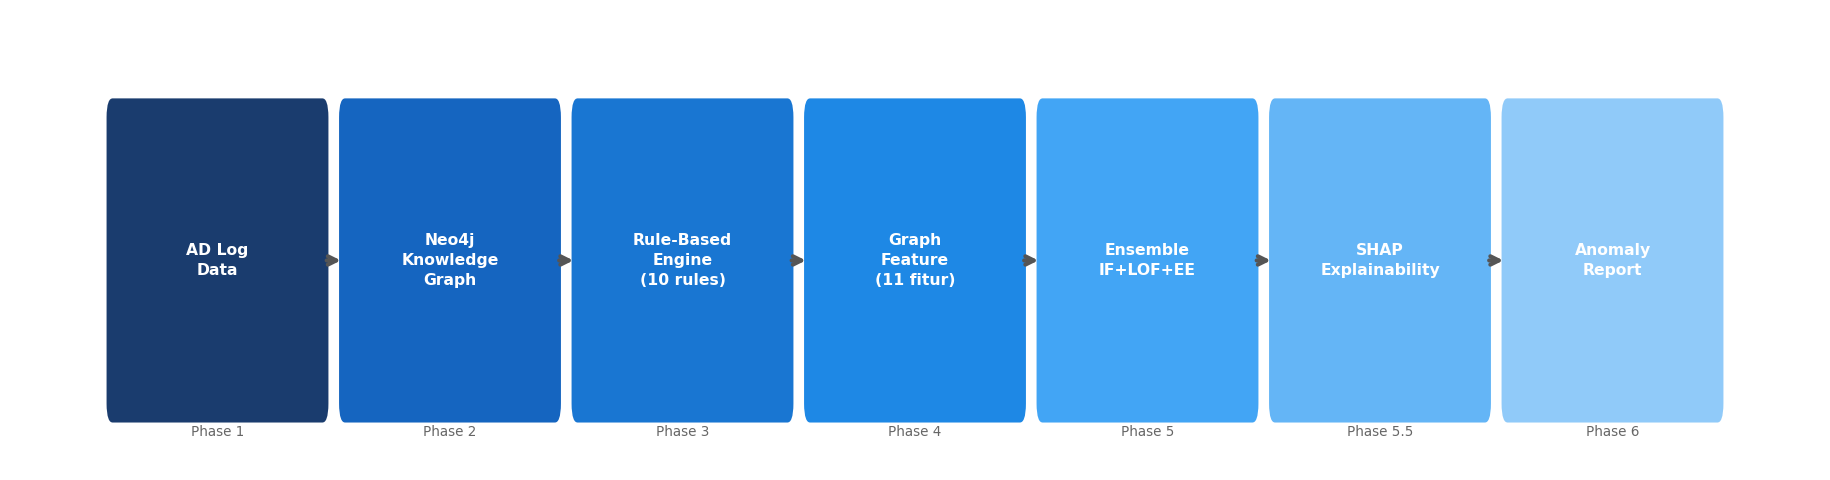 AD Log
Data
Neo4j
Knowledge
Graph
Rule-Based
Engine
(10 rules)
Graph
Feature
(11 fitur)
Ensemble
IF+LOF+EE
SHAP
Explainability
Anomaly
Report
Phase 1
Phase 2
Phase 3
Phase 4
Phase 5
Phase 5.5
Phase 6